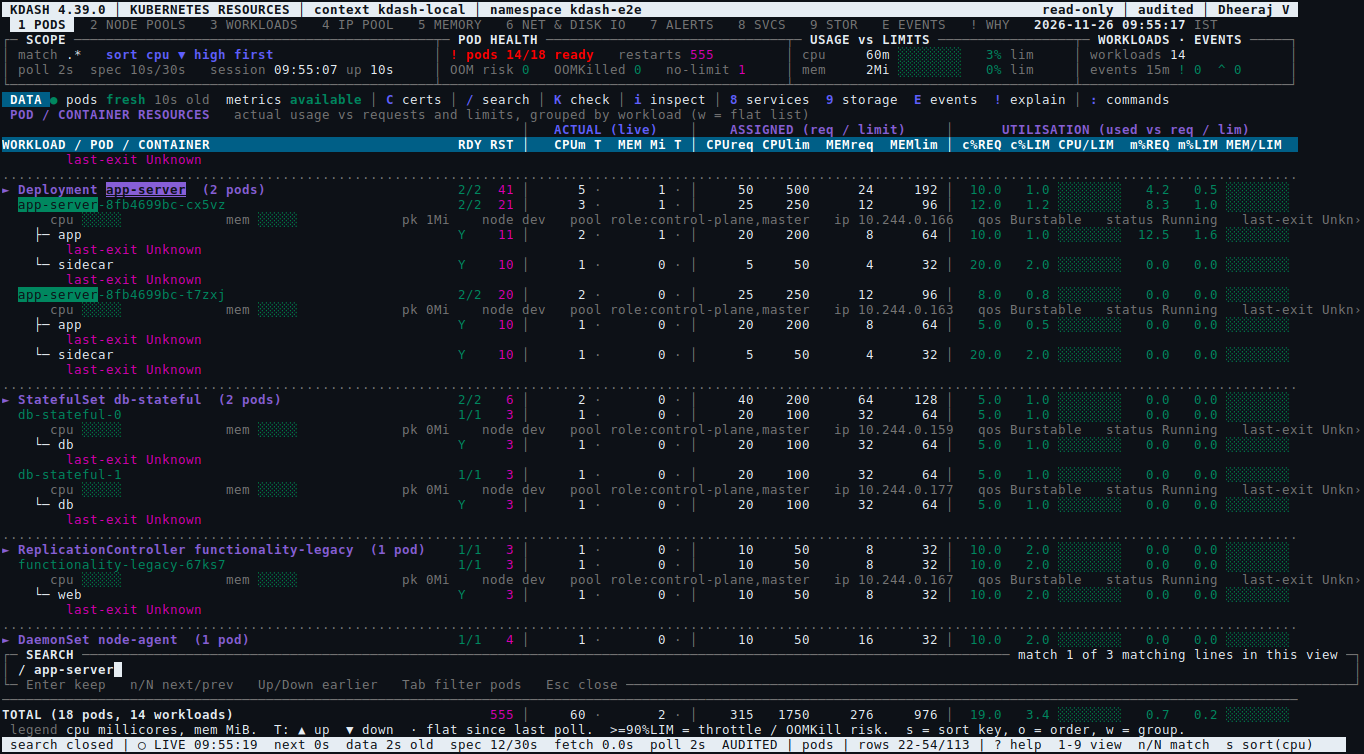 KDASH 4.39.0 │ KUBERNETES RESOURCES │ context kdash-local │ namespace kdash-e2e read-only │ audited │ Dheeraj V
1 PODS 2 NODE POOLS 3 WORKLOADS 4 IP POOL 5 MEMORY 6 NET & DISK IO 7 ALERTS 8 SVCS 9 STOR E EVENTS ! WHY 2026-11-26 09:55:17 IST
SCOPE POD HEALTH USAGE vs LIMITS WORKLOADS · EVENTS
match .* sort cpu ▼ high first ! pods 14/18 ready restarts 555 cpu 60m 3% lim workloads 14
poll 2s spec 10s/30s session 09:55:07 up 10s OOM risk 0 OOMKilled 0 no-limit 1 mem 2Mi 0% lim events 15m ! 0 ^ 0
DATA ● pods fresh 10s old metrics available │ C certs │ / search │ K check │ i inspect │ 8 services 9 storage E events ! explain │ : commands
POD / CONTAINER RESOURCES actual usage vs requests and limits, grouped by workload (w = flat list)
│ ACTUAL (live) │ ASSIGNED (req / limit) │ UTILISATION (used vs req / lim)
WORKLOAD / POD / CONTAINER RDY RST │ CPUm T MEM Mi T │ CPUreq CPUlim MEMreq MEMlim │ c%REQ c%LIM CPU/LIM m%REQ m%LIM MEM/LIM
last-exit Unknown
► Deployment app-server (2 pods) 2/2 41 │ 5 · 1 · │ 50 500 24 192 │ 10.0 1.0 4.2 0.5
app-server-8fb4699bc-cx5vz 2/2 21 │ 3 · 1 · │ 25 250 12 96 │ 12.0 1.2 8.3 1.0
cpu mem pk 1Mi node dev pool role:control-plane,master ip 10.244.0.166 qos Burstable status Running last-exit Unk›
├─ app Y 11 │ 2 · 1 · │ 20 200 8 64 │ 10.0 1.0 12.5 1.6
last-exit Unknown
└─ sidecar Y 10 │ 1 · 0 · │ 5 50 4 32 │ 20.0 2.0 0.0 0.0
last-exit Unknown
app-server-8fb4699bc-t7zxj 2/2 20 │ 2 · 0 · │ 25 250 12 96 │ 8.0 0.8 0.0 0.0
cpu mem pk 0Mi node dev pool role:control-plane,master ip 10.244.0.163 qos Burstable status Running last-exit Unk›
├─ app Y 10 │ 1 · 0 · │ 20 200 8 64 │ 5.0 0.5 0.0 0.0
last-exit Unknown
└─ sidecar Y 10 │ 1 · 0 · │ 5 50 4 32 │ 20.0 2.0 0.0 0.0
last-exit Unknown
► StatefulSet db-stateful (2 pods) 2/2 6 │ 2 · 0 · │ 40 200 64 128 │ 5.0 1.0 0.0 0.0
db-stateful-0 1/1 3 │ 1 · 0 · │ 20 100 32 64 │ 5.0 1.0 0.0 0.0
cpu mem pk 0Mi node dev pool role:control-plane,master ip 10.244.0.159 qos Burstable status Running last-exit Unkn›
└─ db Y 3 │ 1 · 0 · │ 20 100 32 64 │ 5.0 1.0 0.0 0.0
last-exit Unknown
db-stateful-1 1/1 3 │ 1 · 0 · │ 20 100 32 64 │ 5.0 1.0 0.0 0.0
cpu mem pk 0Mi node dev pool role:control-plane,master ip 10.244.0.177 qos Burstable status Running last-exit Unkn›
└─ db Y 3 │ 1 · 0 · │ 20 100 32 64 │ 5.0 1.0 0.0 0.0
last-exit Unknown
► ReplicationController functionality-legacy (1 pod) 1/1 3 │ 1 · 0 · │ 10 50 8 32 │ 10.0 2.0 0.0 0.0
functionality-legacy-67ks7 1/1 3 │ 1 · 0 · │ 10 50 8 32 │ 10.0 2.0 0.0 0.0
cpu mem pk 0Mi node dev pool role:control-plane,master ip 10.244.0.167 qos Burstable status Running last-exit Unk›
└─ web Y 3 │ 1 · 0 · │ 10 50 8 32 │ 10.0 2.0 0.0 0.0
last-exit Unknown
► DaemonSet node-agent (1 pod) 1/1 4 │ 1 · 0 · │ 10 50 16 32 │ 10.0 2.0 0.0 0.0
SEARCH match 1 of 3 matching lines in this view
/ app-server
Enter keep n/N next/prev Up/Down earlier Tab filter pods Esc close
TOTAL (18 pods, 14 workloads) 555 │ 60 · 2 · │ 315 1750 276 976 │ 19.0 3.4 0.7 0.2
legend cpu millicores, mem MiB. T: ▲ up ▼ down · flat since last poll. >=90%LIM = throttle / OOMKill risk. s = sort key, o = order, w = group.
search closed │ ○ LIVE 09:55:19 next 0s data 2s old spec 12/30s fetch 0.0s poll 2s AUDITED │ pods │ rows 22-54/113 │ ? help 1-9 view n/N match s sort(cpu)